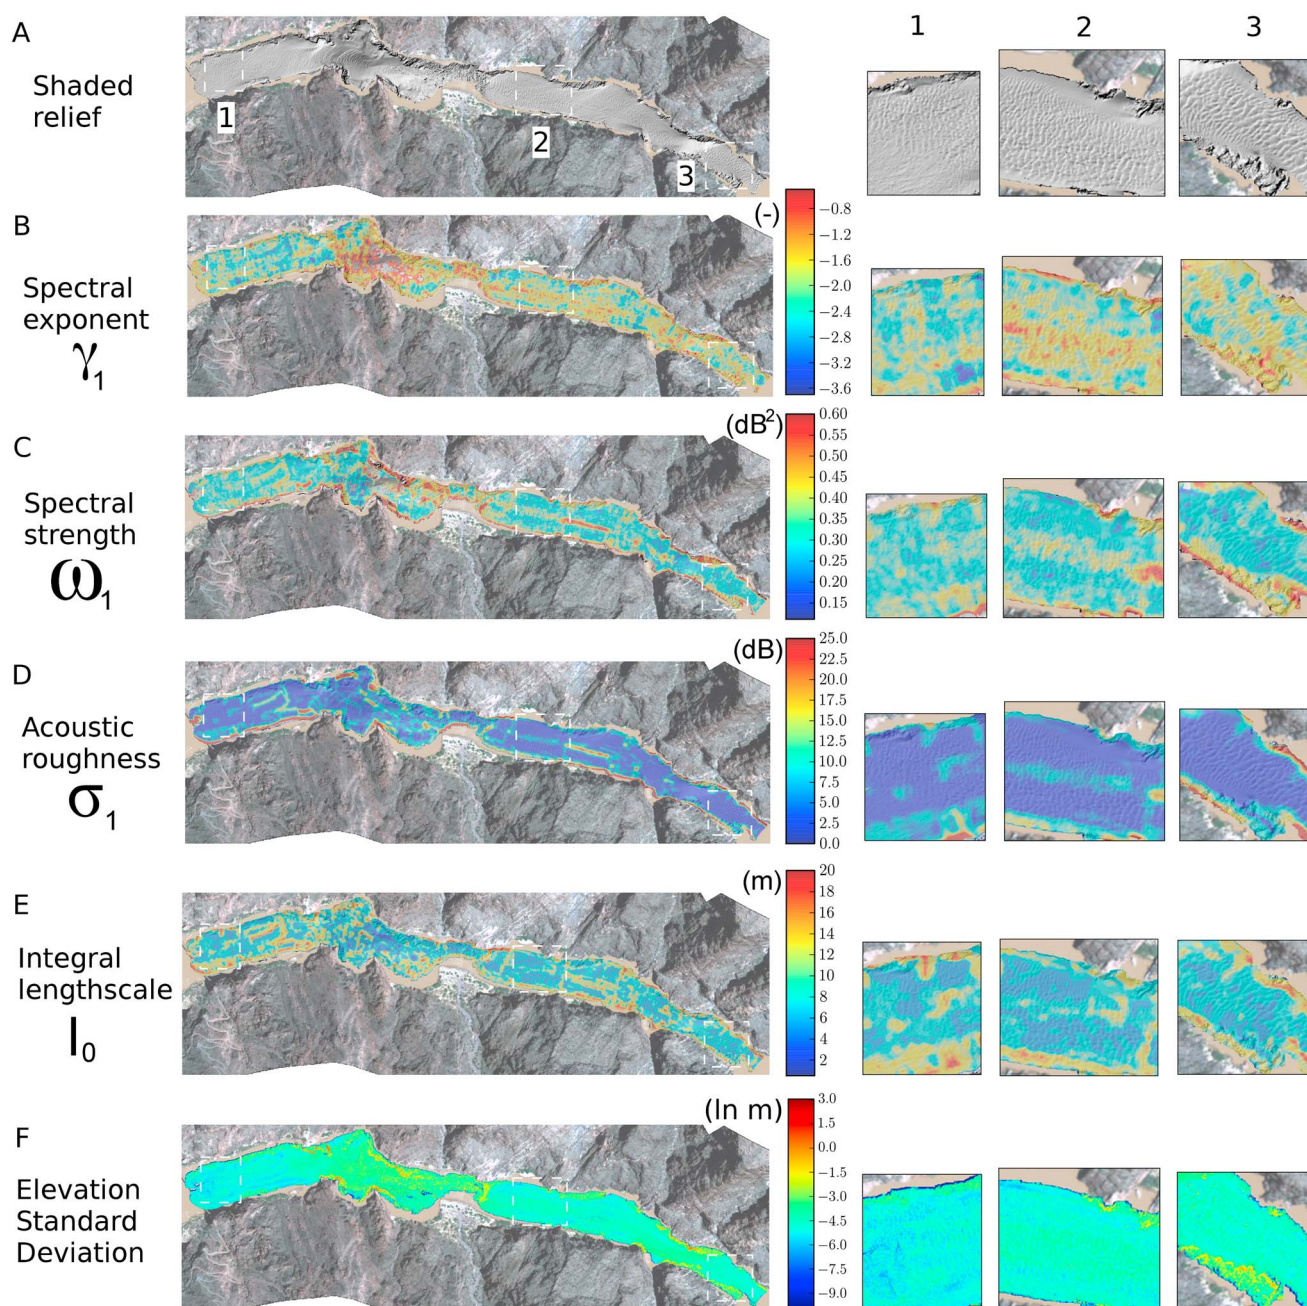 A
Shaded
relief
1
2
3
1
2
3
B
Spectral
exponent
γ1
(-)
−0.8
−1.2
−1.6
−2.0
−2.4
−2.8
−3.2
−3.6
C
Spectral
strength
ω1
(dB²)
0.60
0.55
0.50
0.45
0.40
0.35
0.30
0.25
0.20
0.15
D
Acoustic
roughness
σ1
(dB)
25.0
22.5
20.0
17.5
15.0
12.5
10.0
7.5
5.0
2.5
0.0
E
Integral
lengthscale
l0
(m)
20
18
16
14
12
10
8
6
4
2
F
Elevation
Standard
Deviation
(ln m)
3.0
1.5
0.0
−1.5
−3.0
−4.5
−6.0
−7.5
−9.0